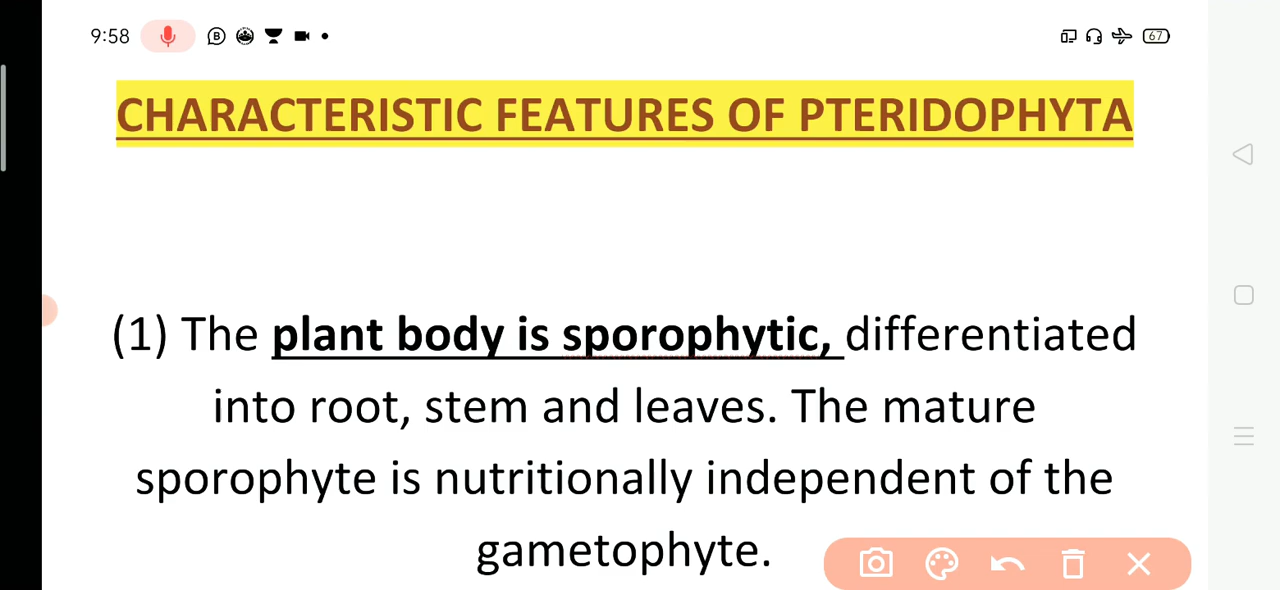 9:58
67
CHARACTERISTIC FEATURES OF PTERIDOPHYTA
(1) The plant body is sporophytic, differentiated
into root, stem and leaves. The mature
sporophyte is nutritionally independent of the
gametophyte.